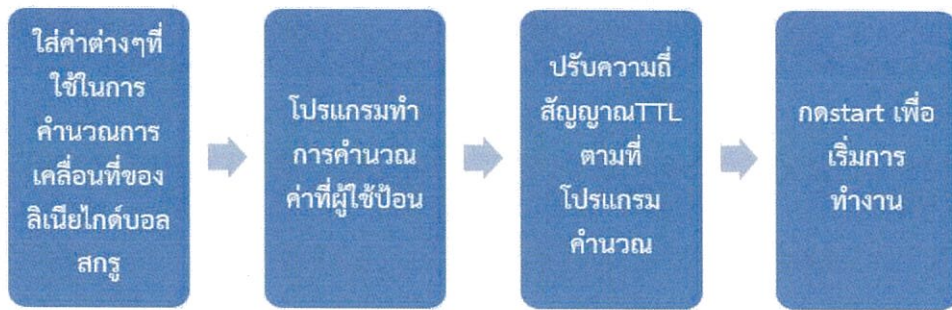 ใส่ค่าต่างๆที่
ใช้ในการ
คำนวณการ
เคลื่อนที่ของ
ลิเนียไกด์บอล
สกรู
โปรแกรมทำ
การคำนวณ
ค่าที่ผู้ใช้ป้อน
ปรับความถี่
สัญญาณTTL
ตามที่
โปรแกรม
คำนวณ
กดstart เพื่อ
เริ่มการ
ทำงาน